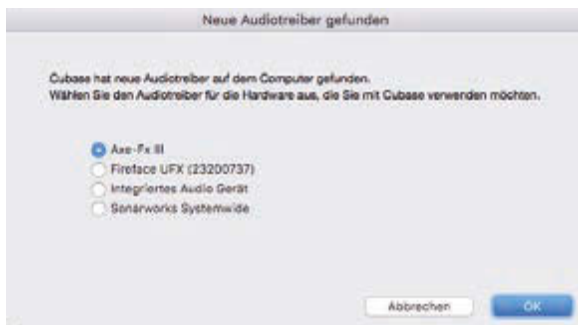 Neue Audiotreiber gefunden
Cubase hat neue Audiotreiber auf dem Computer gefunden.
Wählen Sie den Audiotreiber für die Hardware aus, die Sie mit Cubase verwenden möchten.
Axe-Fx III
Fireface UFX (23200737)
Integriertes Audio Gerät
Sonarworks Systemwide
Abbrechen OK